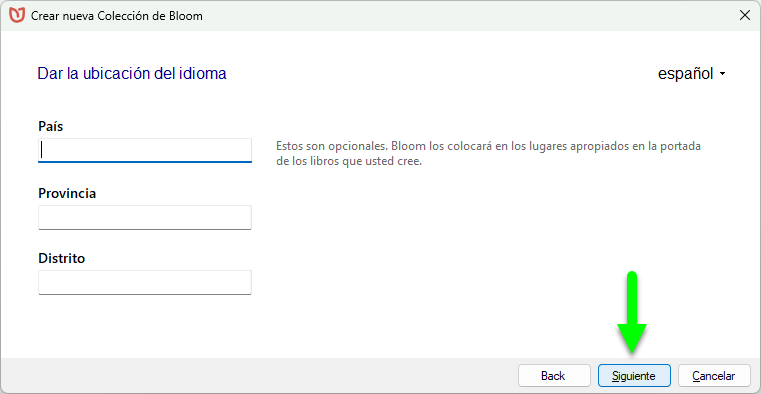 Crear nueva Colección de Bloom
Dar la ubicación del idioma
español
País
Estos son opcionales. Bloom los colocará en los lugares apropiados en la portada
de los libros que usted cree.
Provincia
Distrito
Back
Siguiente
Cancelar